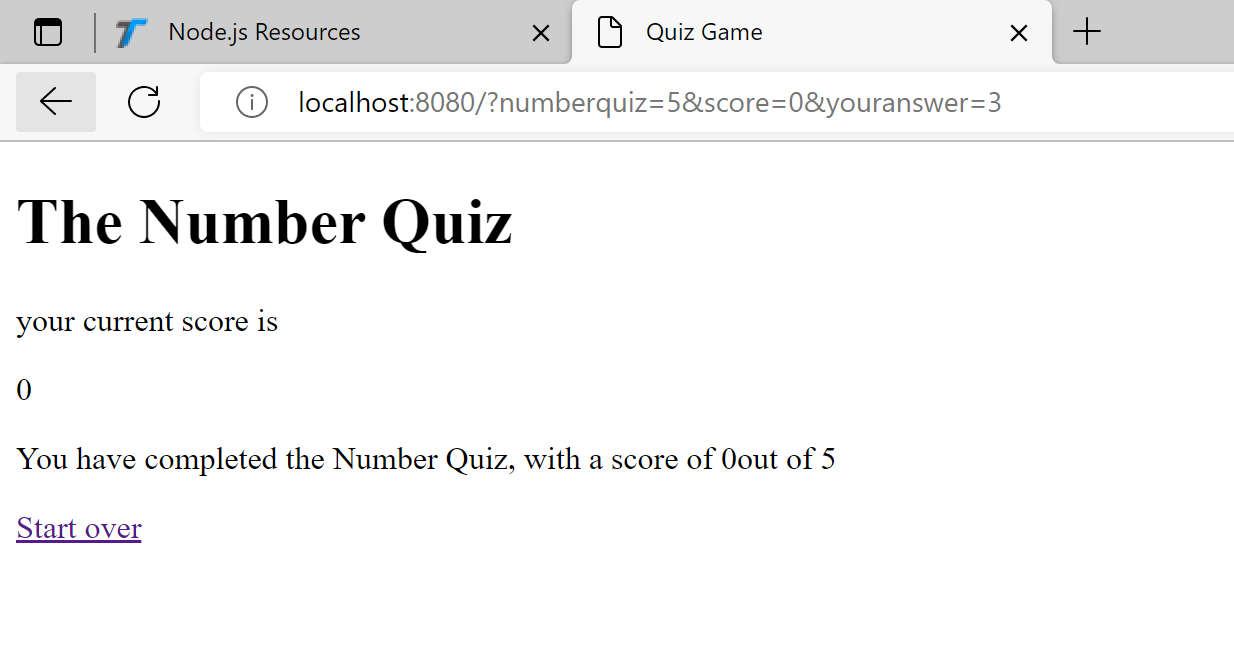 Node.js Resources
Quiz Game
localhost:8080/?numberquiz=5&score=0&youranswer=3
The Number Quiz
your current score is
0
You have completed the Number Quiz, with a score of 0out of 5
Start over